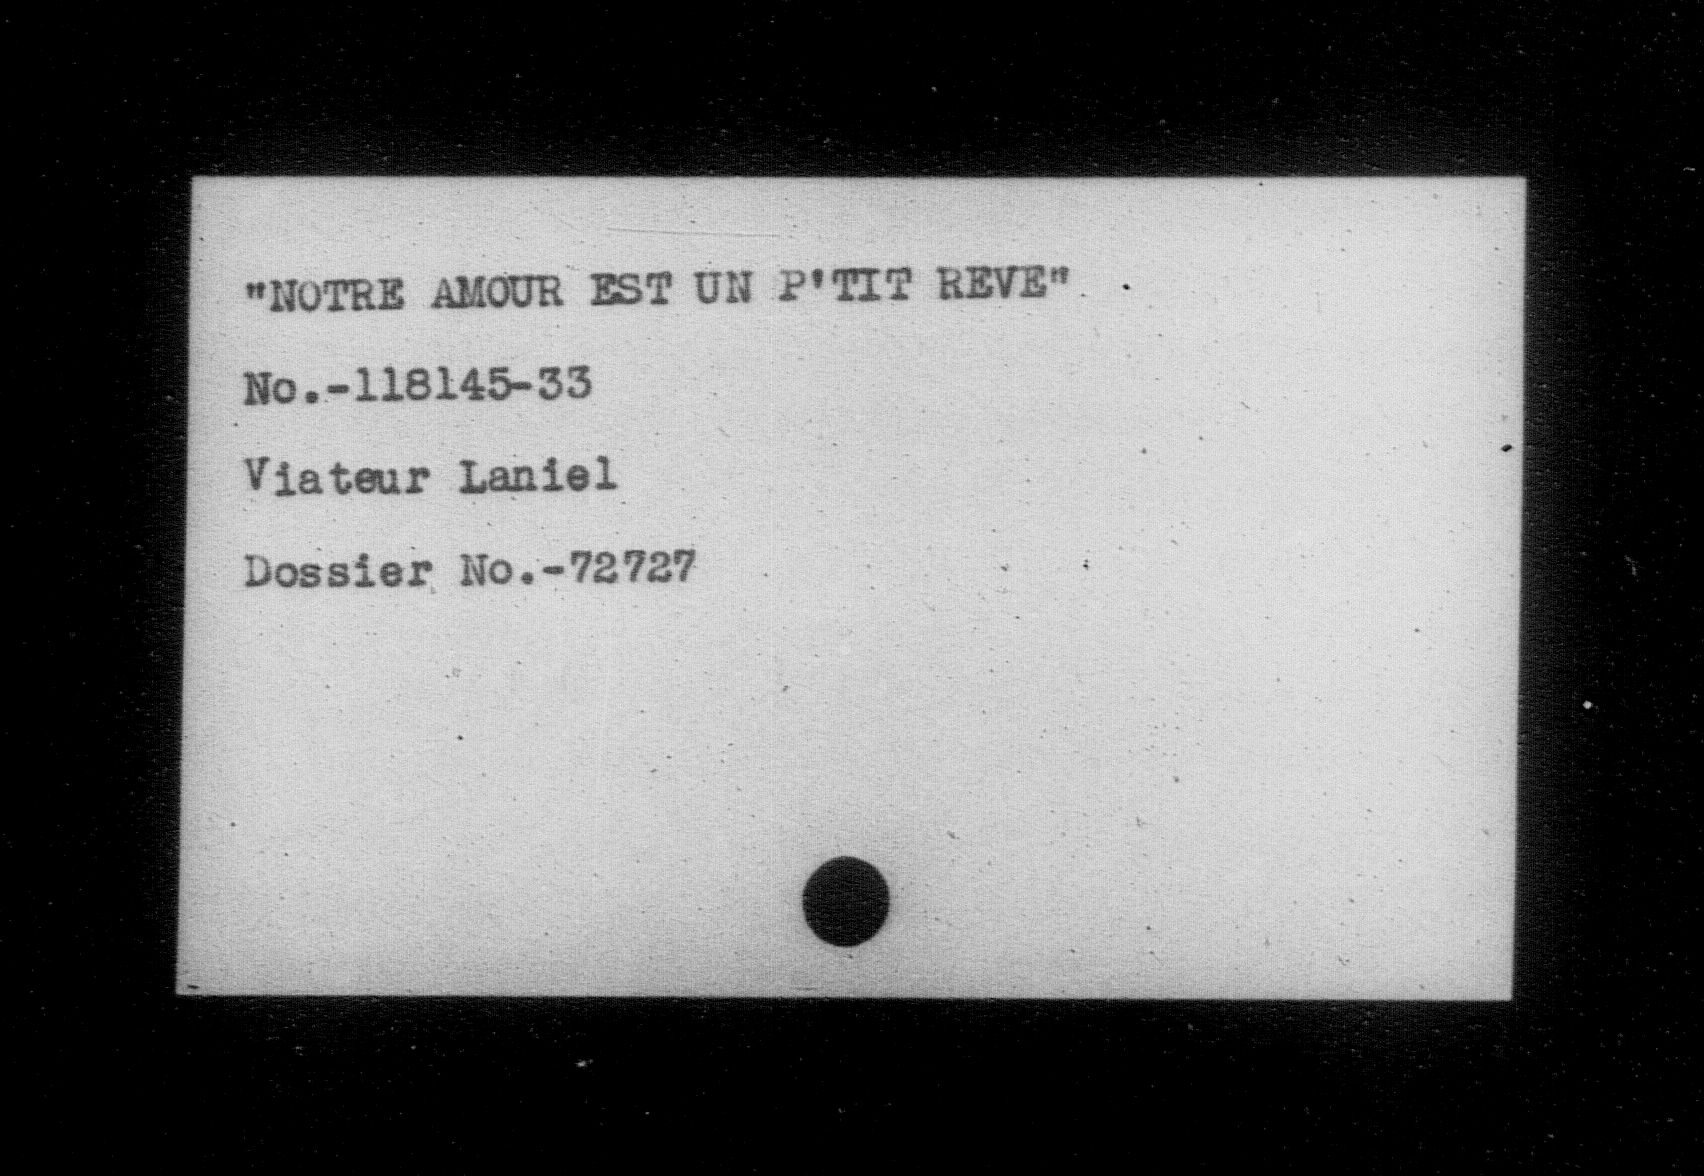 "NOTRE AMOUR EST UN P'TIT REVE"
No.-118145-33
Viateur Laniel
Dossier No.-72727